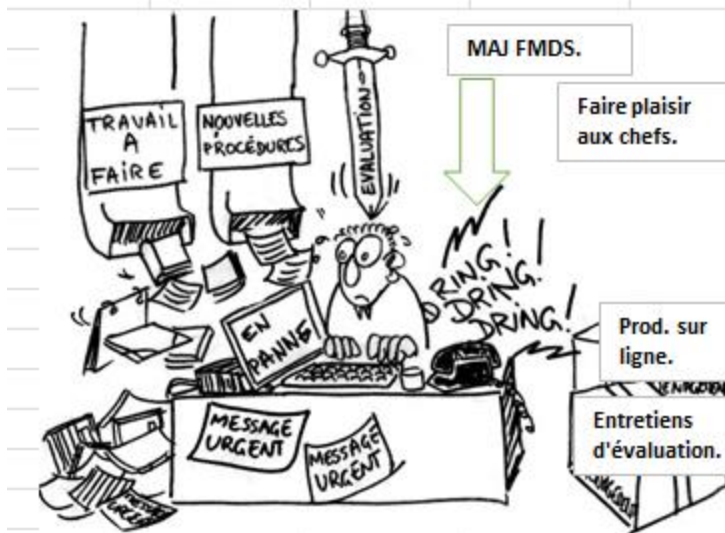 MAJ FMDS.
Faire plaisir
aux chefs.
TRAVAIL
A
FAIRE
NOUVELLES
PROCÉDURES
EVALUATION
RING!
DRING!
DRING!
EN
PANNE
Prod. sur
ligne.
Entretiens
d'évaluation.
MESSAGE
URGENT
MESSAGE
URGENT